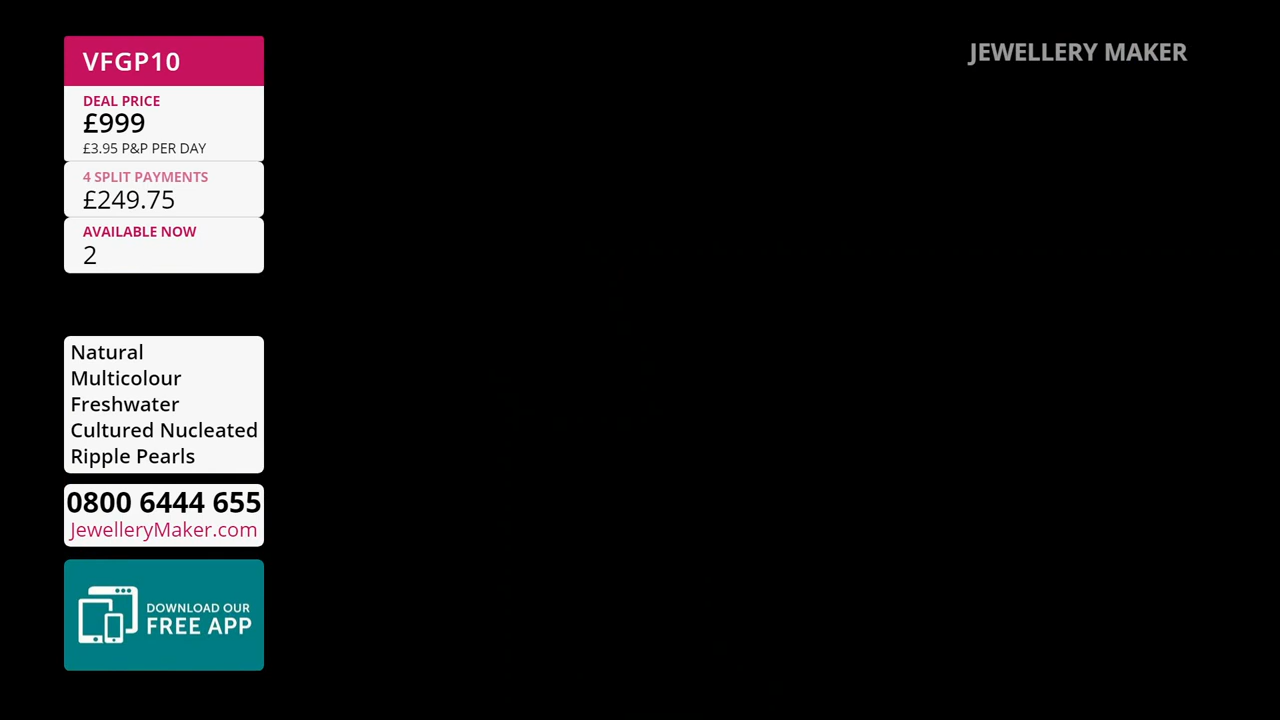 VFGP10
DEAL PRICE
£999
£3.95 P&P PER DAY
4 SPLIT PAYMENTS
£249.75
AVAILABLE NOW
2
Natural
Multicolour
Freshwater
Cultured Nucleated
Ripple Pearls
0800 6444 655
JewelleryMaker.com
DOWNLOAD OUR
FREE APP
JEWELLERY MAKER